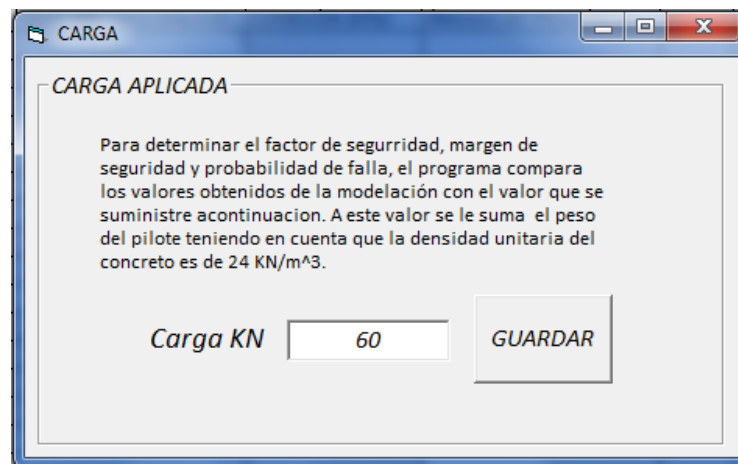 CARGA
CARGA APLICADA
Para determinar el factor de segurridad, margen de
seguridad y probabilidad de falla, el programa compara
los valores obtenidos de la modelación con el valor que se
suministre acontinuacion. A este valor se le suma  el peso
del pilote teniendo en cuenta que la densidad unitaria del
concreto es de 24 KN/m^3.
Carga KN 60 GUARDAR